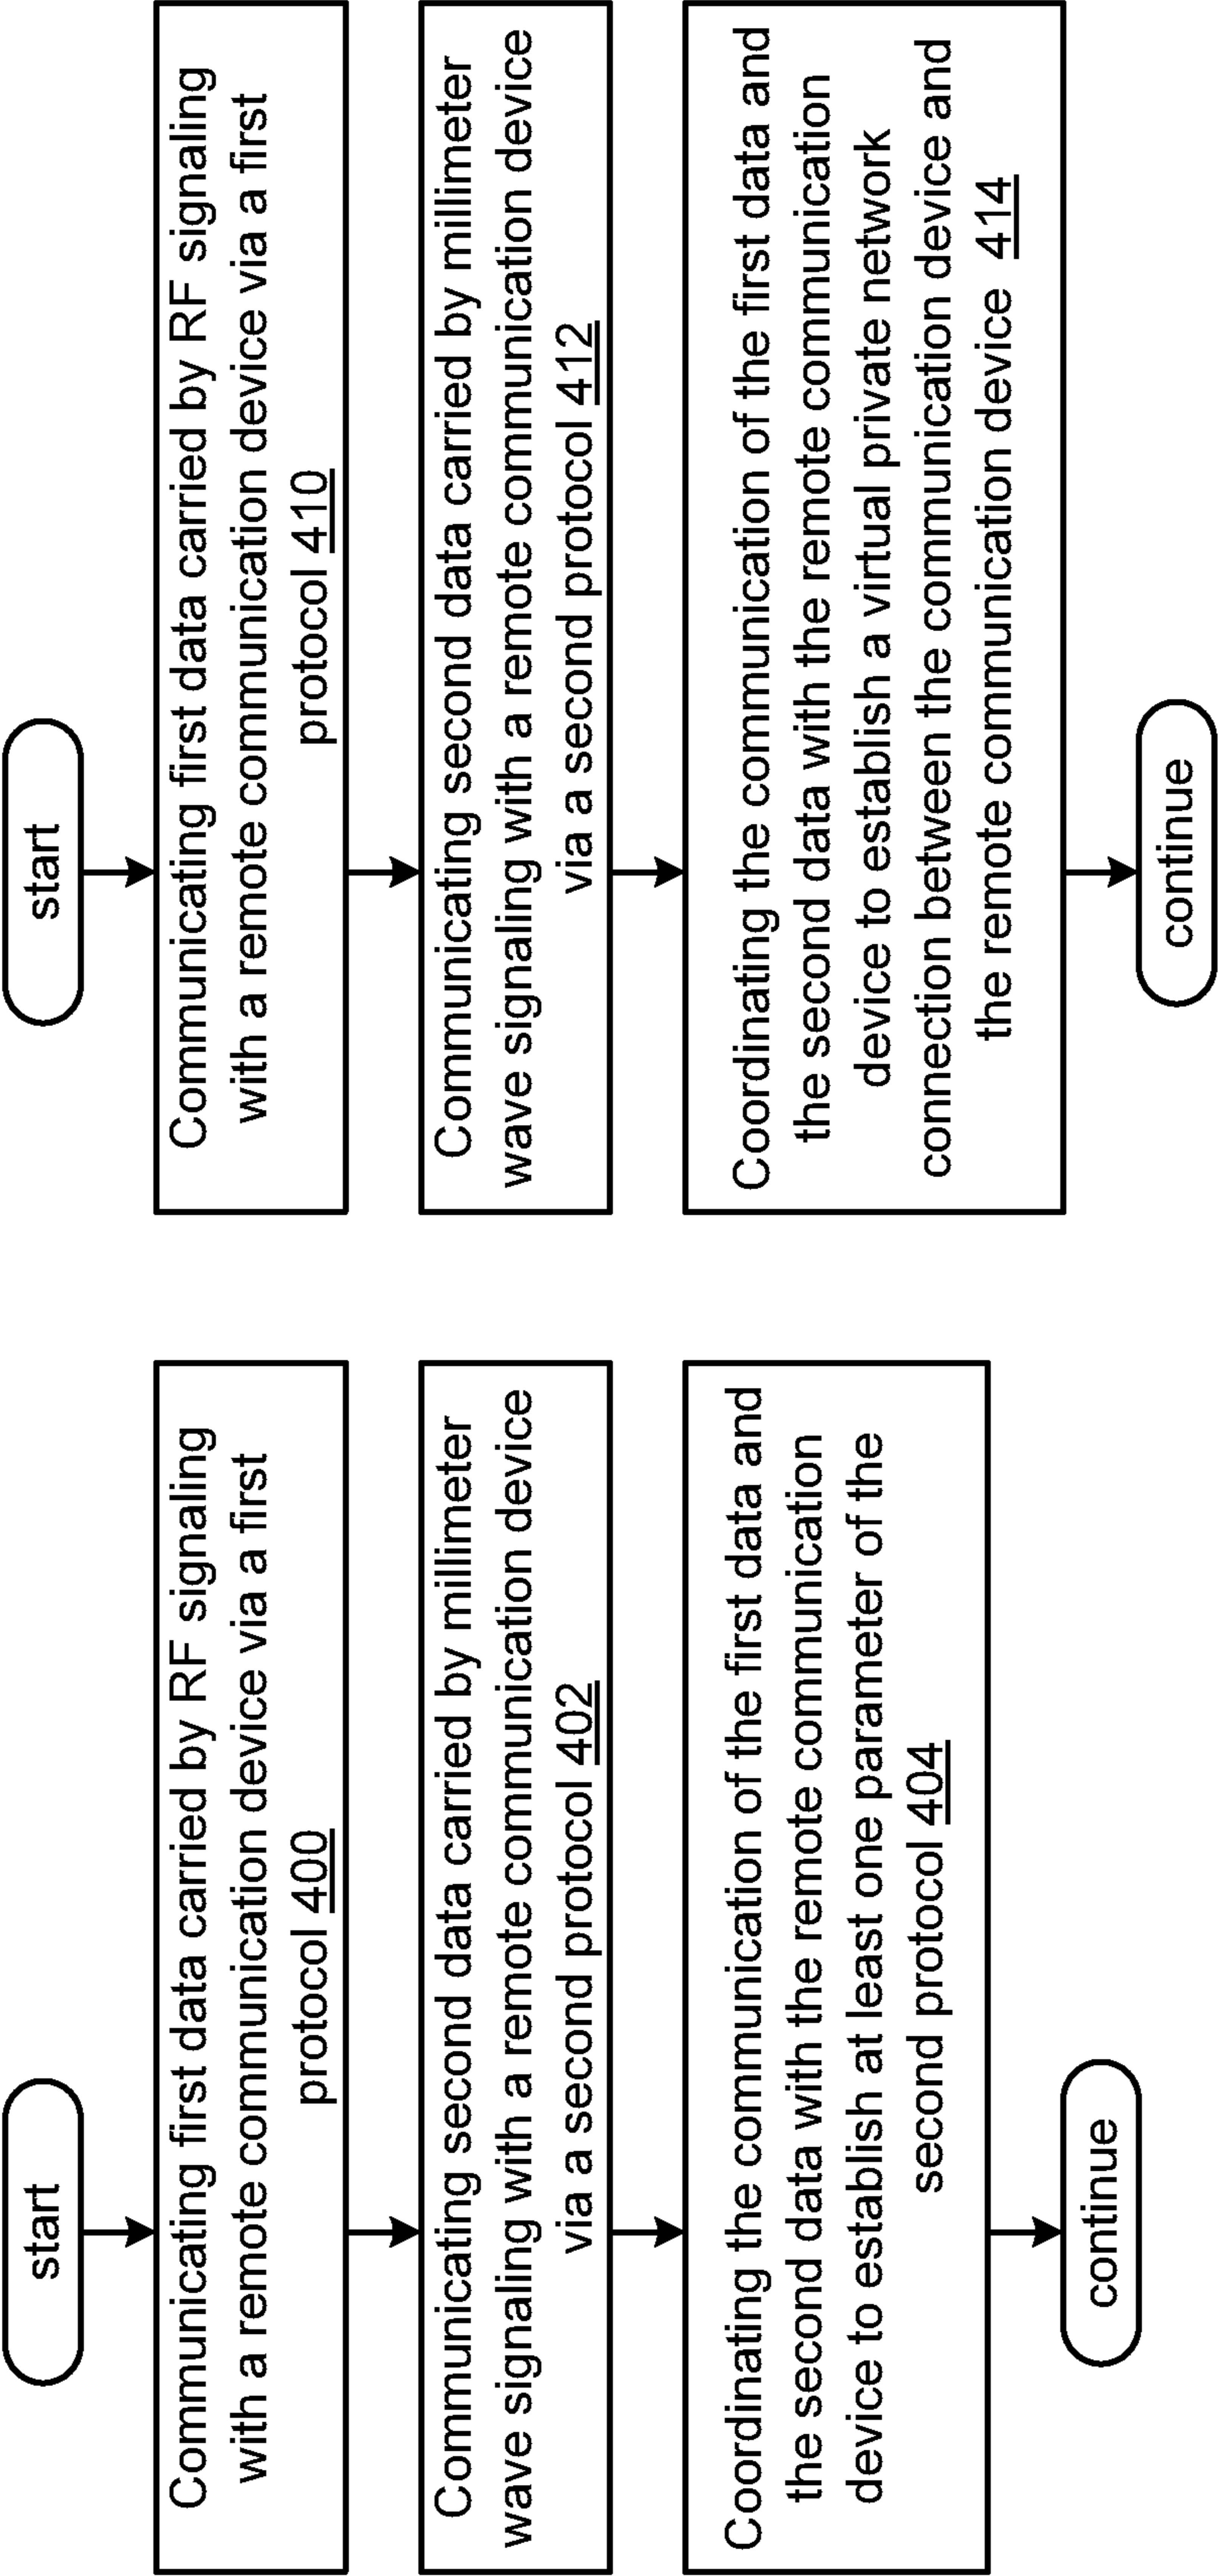 start
Communicating first data carried by RF signaling
with a remote communication device via a first
protocol 400
Communicating second data carried by millimeter
wave signaling with a remote communication device
via a second protocol 402
Coordinating the communication of the first data and
the second data with the remote communication
device to establish at least one parameter of the
second protocol 404
continue
start
Communicating first data carried by RF signaling
with a remote communication device via a first
protocol 410
Communicating second data carried by millimeter
wave signaling with a remote communication device
via a second protocol 412
Coordinating the communication of the first data and
the second data with the remote communication
device to establish a virtual private network
connection between the communication device and
the remote communication device 414
continue